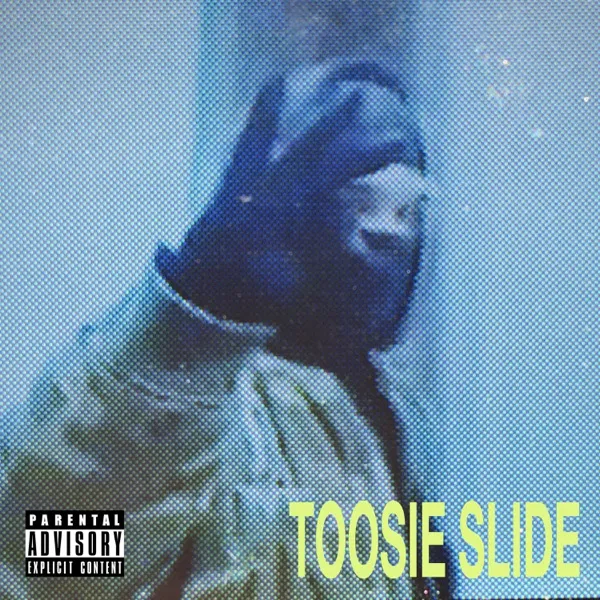 PARENTAL
ADVISORY
EXPLICIT CONTENT
TOOSIE SLIDE